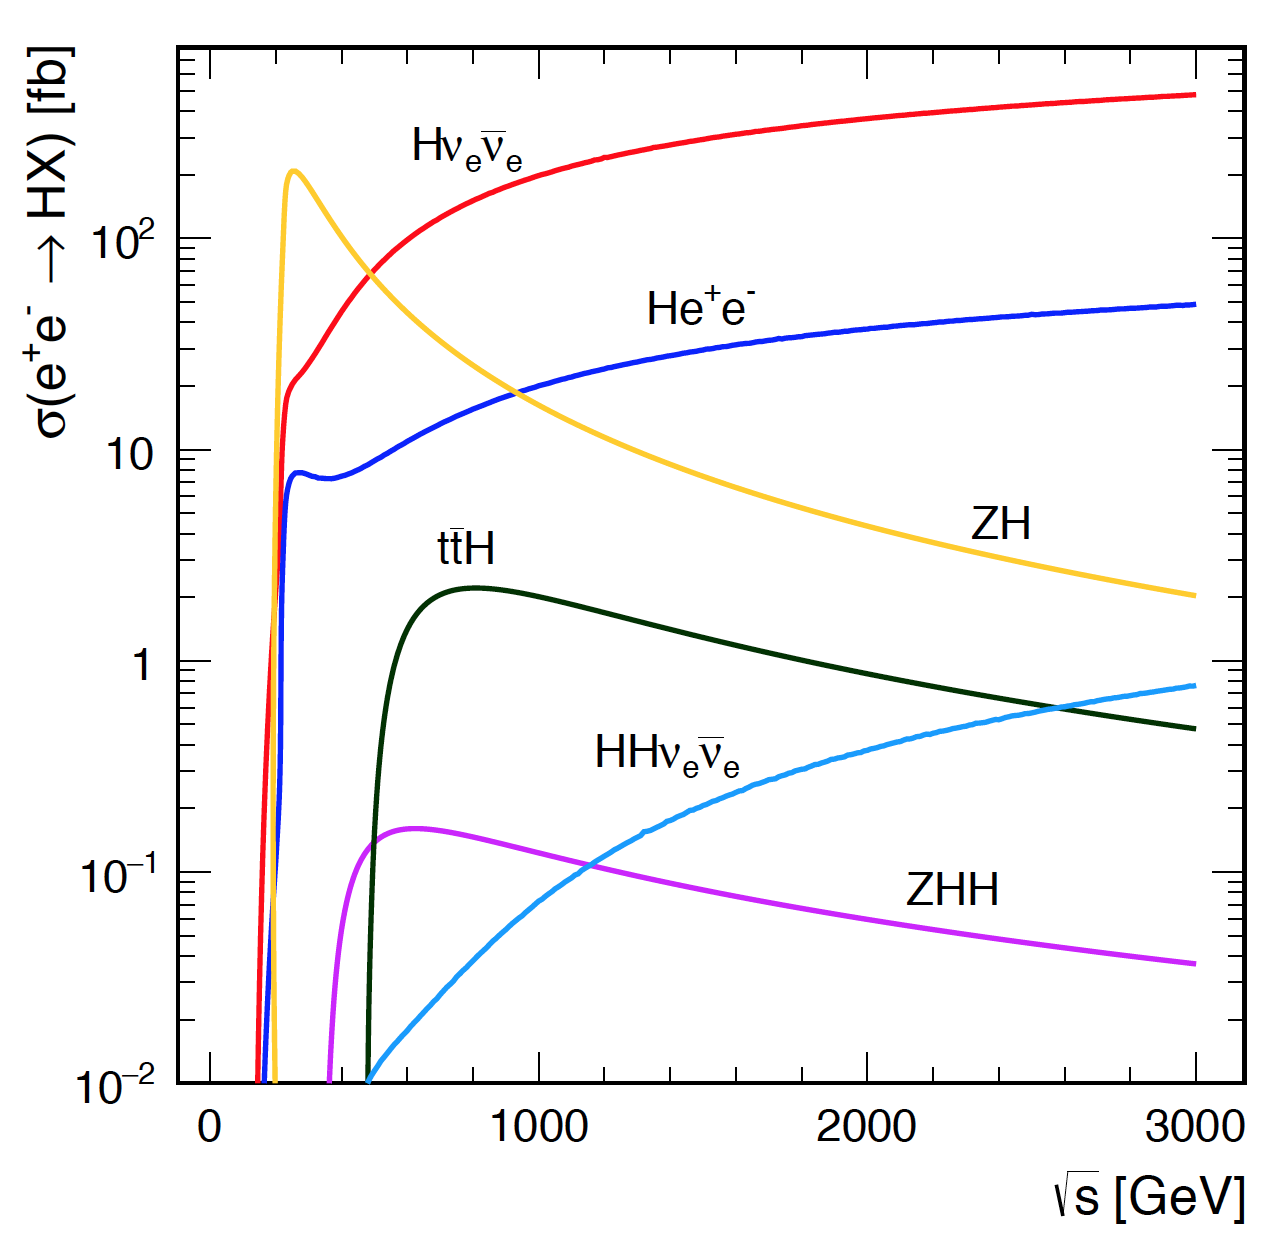 σ(e⁺e⁻ → HX) [fb]
Hνₑν̅ₑ
10²
He⁺e⁻
10
ZH
tt̅H
1
HHνₑν̅ₑ
10⁻¹
ZHH
10⁻²
0 1000 2000 3000
√s [GeV]